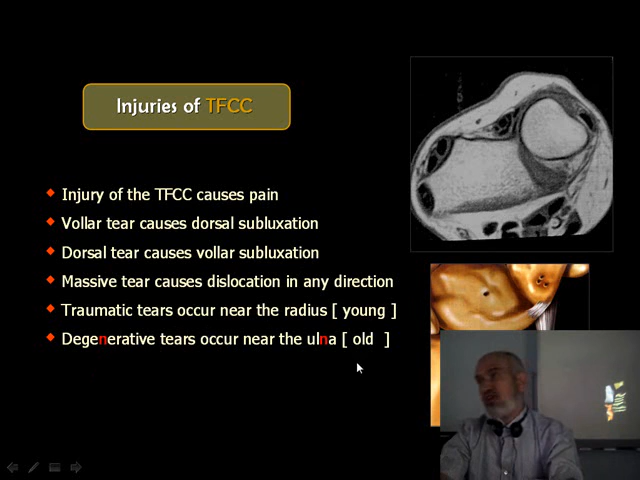 Injuries of TFCC
Injury of the TFCC causes pain
Vollar tear causes dorsal subluxation
Dorsal tear causes vollar subluxation
Massive tear causes dislocation in any direction
Traumatic tears occur near the radius [ young ]
Degenerative tears occur near the ulna [ old ]